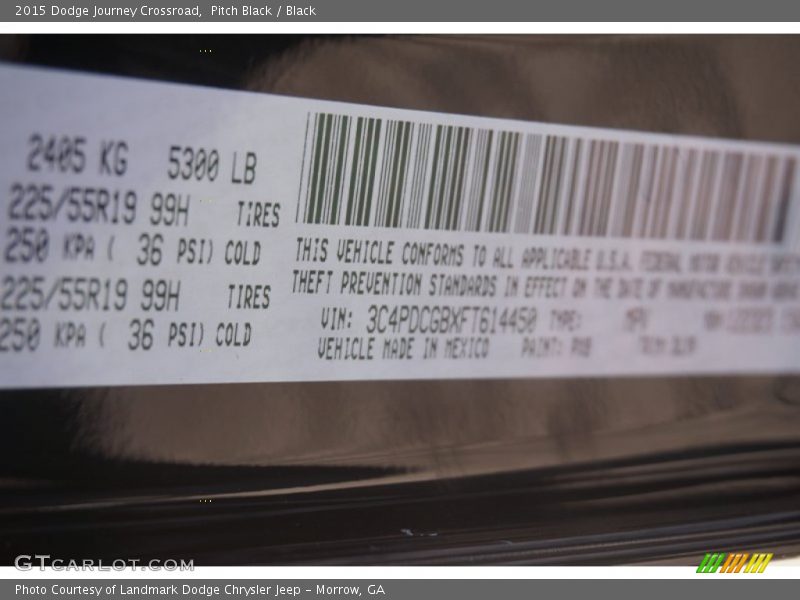 2015 Dodge Journey Crossroad, Pitch Black / Black
2405 KG 5300 LB
225/55R19 99H TIRES
250 KPA ( 36 PSI) COLD
225/55R19 99H TIRES
250 KPA ( 36 PSI) COLD
THIS VEHICLE CONFORMS TO ALL APPLICABLE U.S.A. FEDERAL MOTOR VEHICLE
THEFT PREVENTION STANDARDS IN EFFECT ON THE DATE OF MANUFACTURE SHOWN ABOVE
VIN: 3C4PDCGBXFT614450 TYPE: MPV
VEHICLE MADE IN MEXICO PAINT:
GTcarlot.com
Photo Courtesy of Landmark Dodge Chrysler Jeep - Morrow, GA